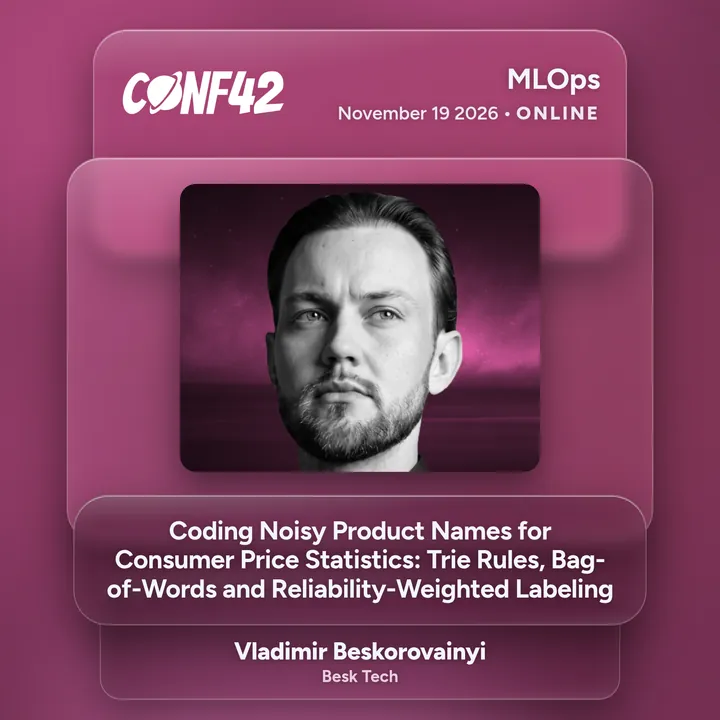 CONF42
MLOps
November 19 2026 • ONLINE
Coding Noisy Product Names for
Consumer Price Statistics: Trie Rules, Bag-
of-Words and Reliability-Weighted Labeling
Vladimir Beskorovainyi
Besk Tech